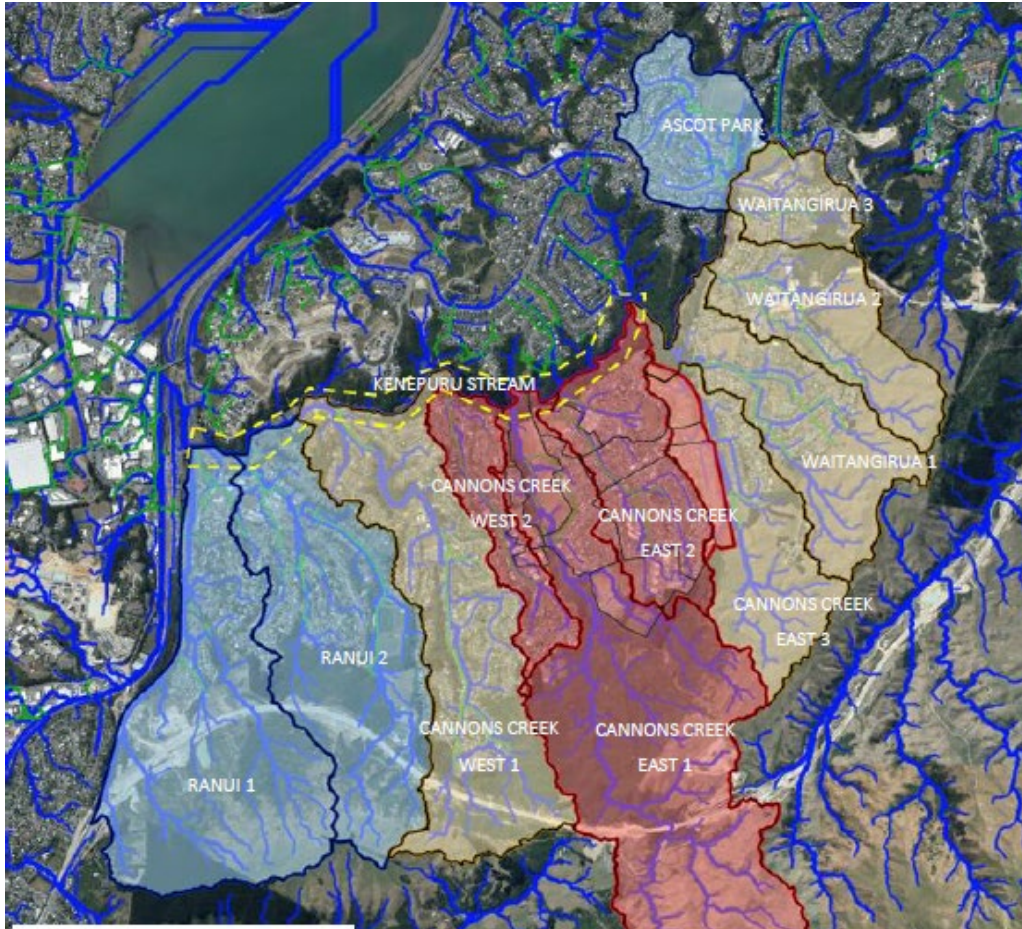 ASCOT PARK
WAITANGIRUA 3
WAITANGIRUA 2
KENEPURU STREAM
WAITANGIRUA 1
CANNONS CREEK
WEST 2
CANNONS CREEK
EAST 2
CANNONS CREEK
EAST 3
RANUI 2
CANNONS CREEK
WEST 1
CANNONS CREEK
EAST 1
RANUI 1